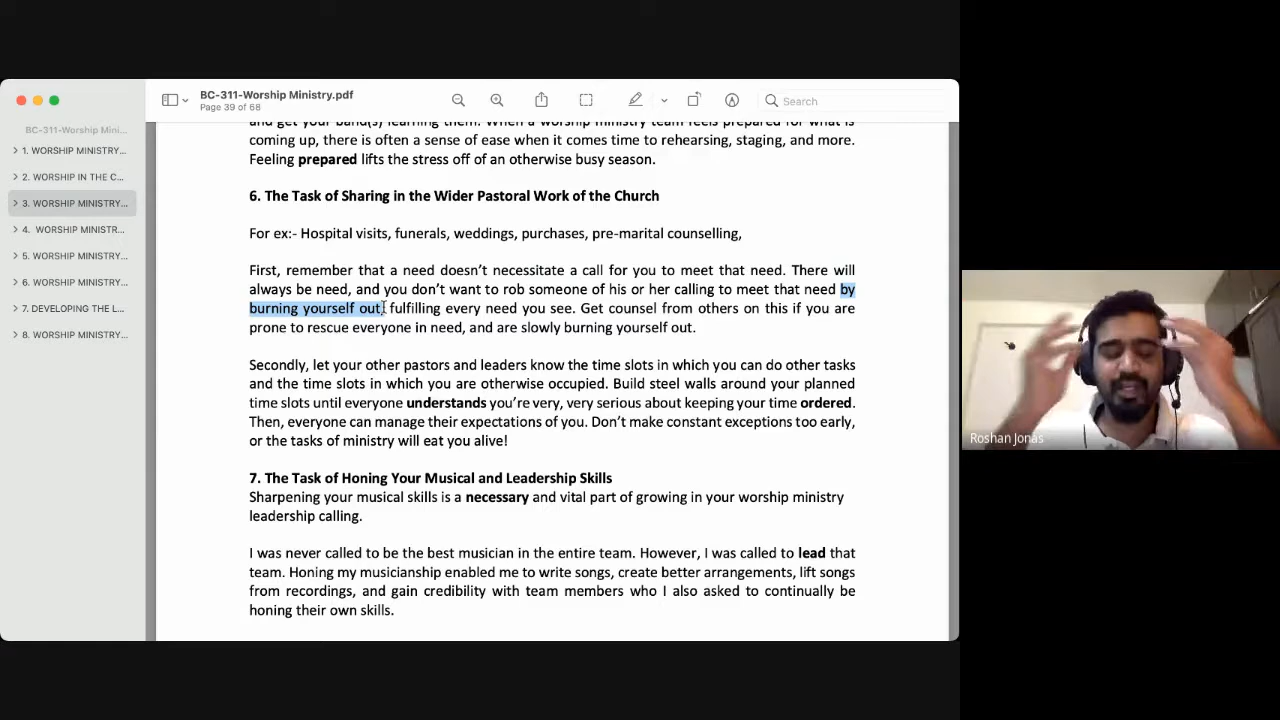 BC-311-Worship Ministry.pdf
Page 39 of 68
Search
BC-311-Worship Mini...
1. WORSHIP MINISTRY...
2. WORSHIP IN THE C...
3. WORSHIP MINISTRY...
4. WORSHIP MINISTR...
5. WORSHIP MINISTRY...
6. WORSHIP MINISTRY...
7. DEVELOPING THE L...
8. WORSHIP MINISTRY...
and get your band(s) learning them. When a worship ministry team feels prepared for what is
coming up, there is often a sense of ease when it comes time to rehearsing, staging, and more.
Feeling prepared lifts the stress off of an otherwise busy season.
6. The Task of Sharing in the Wider Pastoral Work of the Church
For ex:- Hospital visits, funerals, weddings, purchases, pre-marital counselling,
First, remember that a need doesn't necessitate a call for you to meet that need. There will
always be need, and you don't want to rob someone of his or her calling to meet that need by
burning yourself out, fulfilling every need you see. Get counsel from others on this if you are
prone to rescue everyone in need, and are slowly burning yourself out.
Secondly, let your other pastors and leaders know the time slots in which you can do other tasks
and the time slots in which you are otherwise occupied. Build steel walls around your planned
time slots until everyone understands you're very, very serious about keeping your time ordered.
Then, everyone can manage their expectations of you. Don't make constant exceptions too early,
or the tasks of ministry will eat you alive!
7. The Task of Honing Your Musical and Leadership Skills
Sharpening your musical skills is a necessary and vital part of growing in your worship ministry
leadership calling.
I was never called to be the best musician in the entire team. However, I was called to lead that
team. Honing my musicianship enabled me to write songs, create better arrangements, lift songs
from recordings, and gain credibility with team members who I also asked to continually be
honing their own skills.
Roshan Jonas